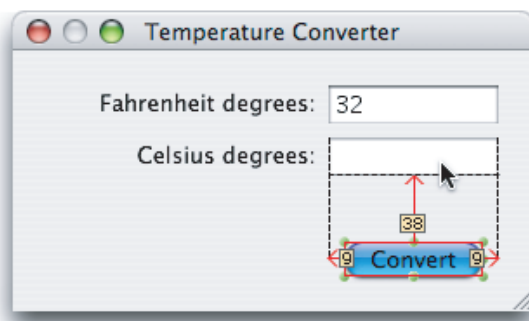 Temperature Converter
Fahrenheit degrees: 32
Celsius degrees:
38
9 Convert 9